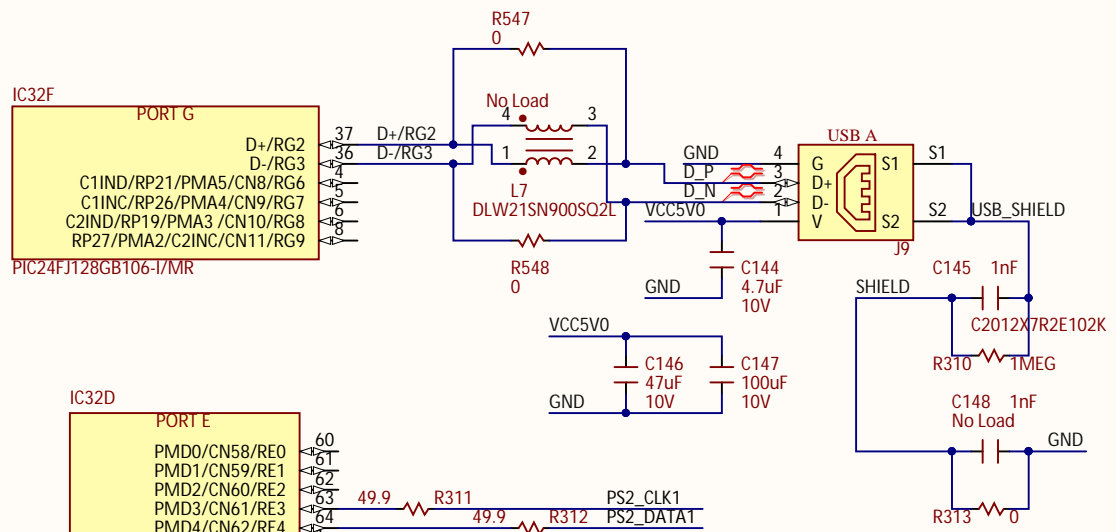 R547
0
IC32F
PORT G
No Load
4
3
D+/RG2
37
D+/RG2
D-/RG3
36
D-/RG3
1
2
C1IND/RP21/PMA5/CN8/RG6
4
C1INC/RP26/PMA4/CN9/RG7
5
C2IND/RP19/PMA3 /CN10/RG8
6
RP27/PMA2/C2INC/CN11/RG9
8
PIC24FJ128GB106-I/MR
L7
DLW21SN900SQ2L
R548
0
USB A
GND
4
G
S1
S1
D_P
3
D+
D_N
2
D-
VCC5V0
1
V
S2
S2
USB_SHIELD
J9
C144
4.7uF
10V
GND
C145
1nF
SHIELD
C2012X7R2E102K
R310
1MEG
VCC5V0
C146
47uF
10V
C147
100uF
10V
GND
C148
1nF
No Load
GND
R313
0
IC32D
PORT E
PMD0/CN58/RE0
60
PMD1/CN59/RE1
61
PMD2/CN60/RE2
62
PMD3/CN61/RE3
63
49.9
R311
PS2_CLK1
PMD4/CN62/RE4
64
49.9
R312
PS2_DATA1